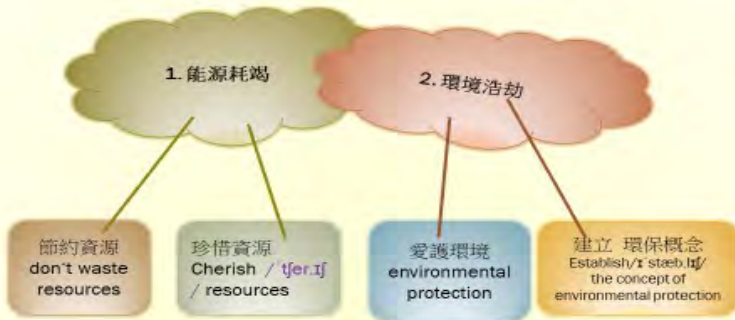 1. 能源耗竭
2. 環境浩劫
節約資源
don't waste
resources
珍惜資源
Cherish /ˈtʃer.ɪʃ
/ resources
愛護環境
environmental
protection
建立 環保概念
Establish/ɪˈstæb.lɪʃ/
the concept of
environmental protection